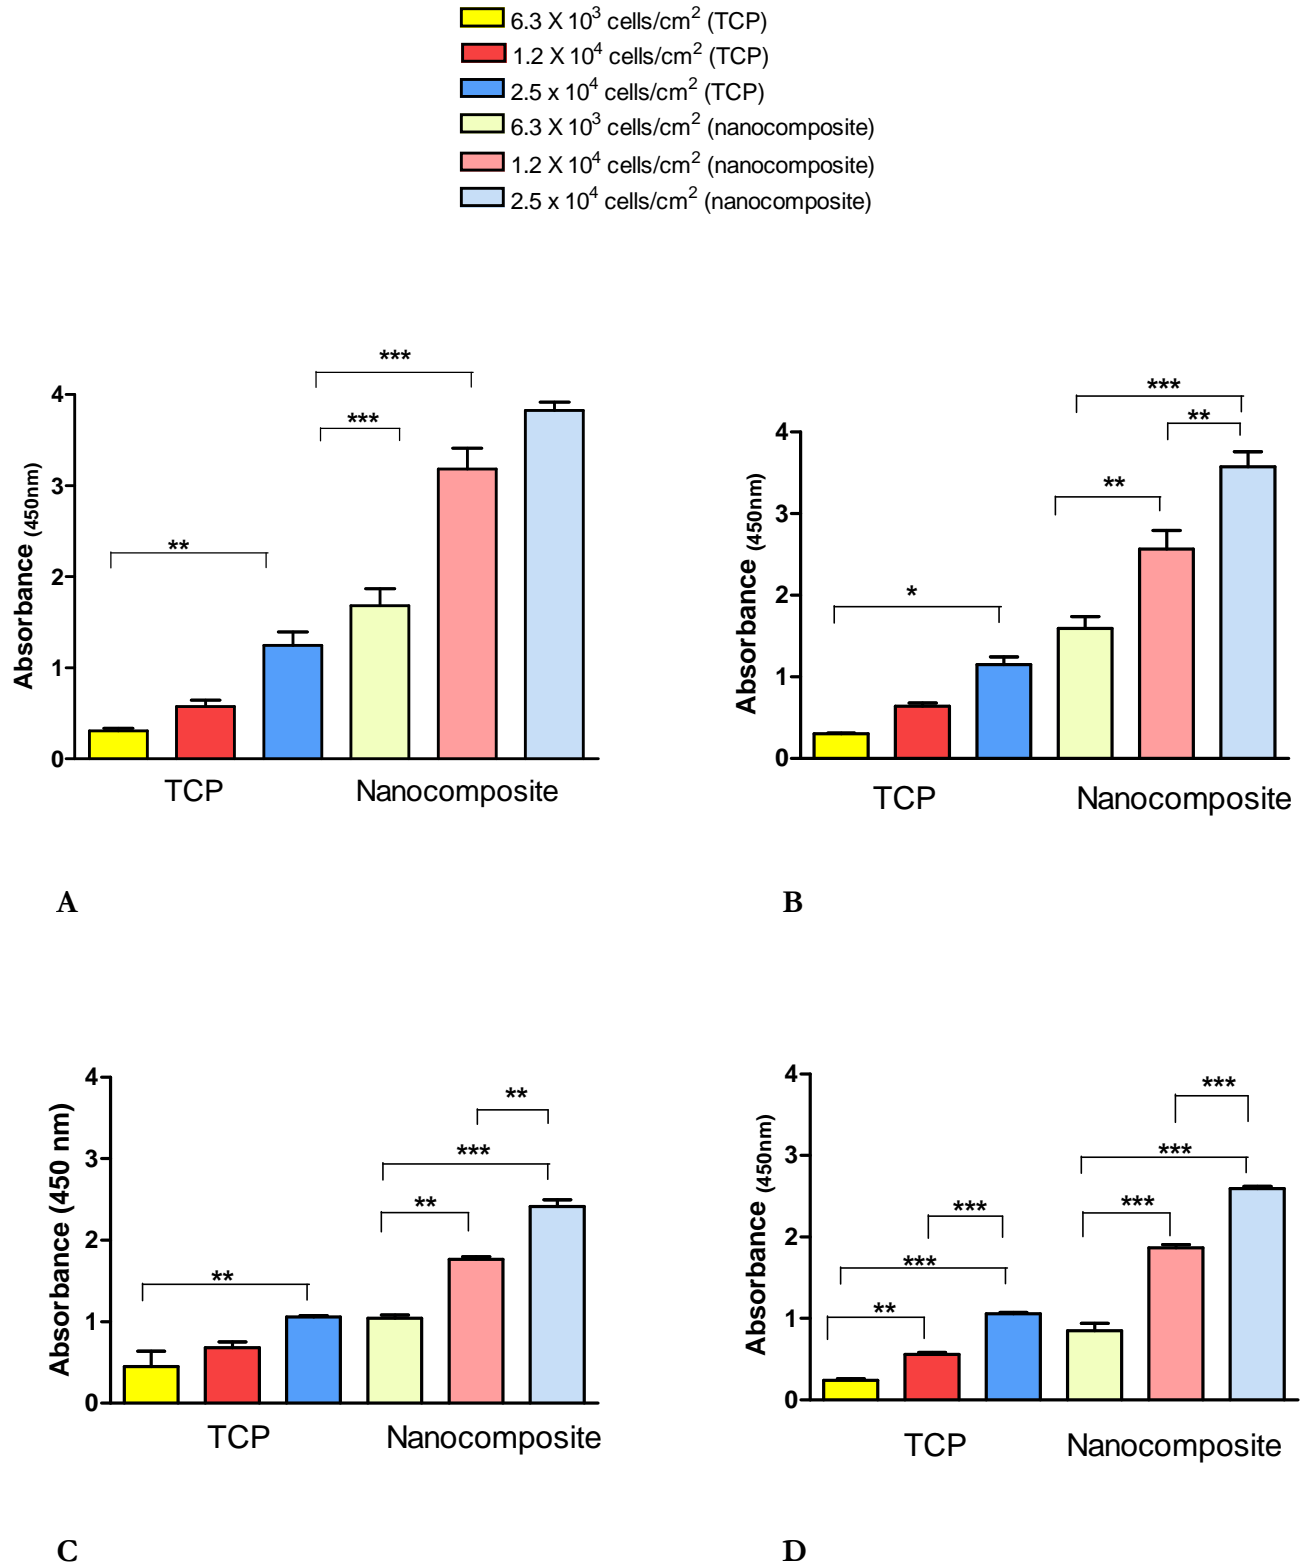 6.3 X 10³ cells/cm² (TCP)
1.2 X 10⁴ cells/cm² (TCP)
2.5 x 10⁴ cells/cm² (TCP)
6.3 X 10³ cells/cm² (nanocomposite)
1.2 X 10⁴ cells/cm² (nanocomposite)
2.5 x 10⁴ cells/cm² (nanocomposite)
Absorbance (450nm)
4
3
2
1
0
**
***
***
TCP
Nanocomposite
A
Absorbance (450nm)
4
3
2
1
0
*
**
***
**
TCP
Nanocomposite
B
Absorbance (450 nm)
4
3
2
1
0
**
**
***
**
TCP
Nanocomposite
C
Absorbance (450nm)
4
3
2
1
0
**
***
***
***
***
***
TCP
Nanocomposite
D